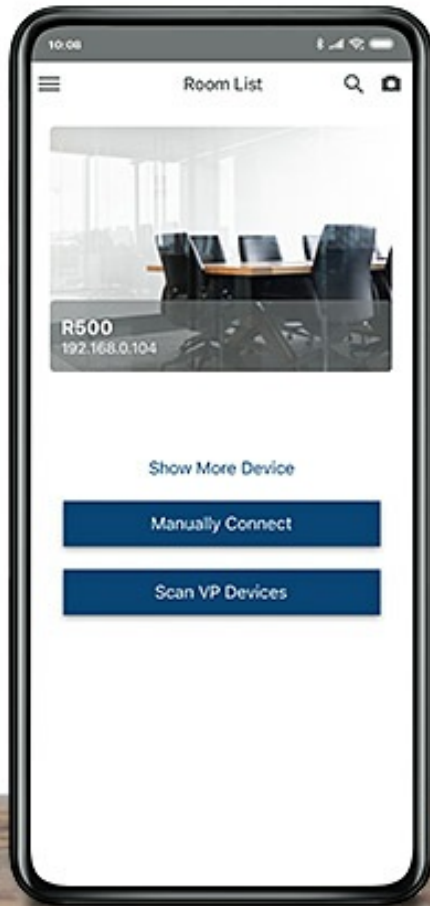 10:08
Room List
R500
192.168.0.104
Show More Device
Manually Connect
Scan VP Devices